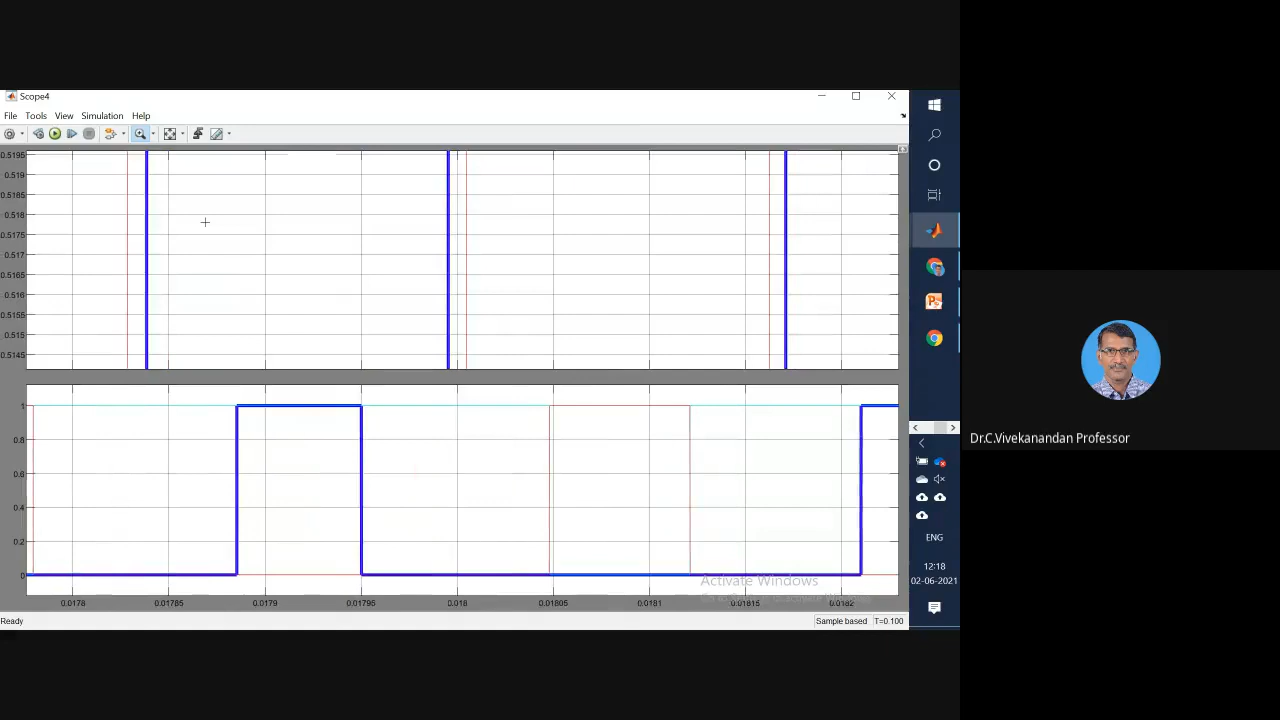 Scope4
File Tools View Simulation Help
0.5195
0.519
0.5185
0.518
0.5175
0.517
0.5165
0.516
0.5155
0.515
0.5145
1
0.8
0.6
0.4
0.2
0
0.0178 0.01785 0.0179 0.01795 0.018 0.01805 0.0181 0.01815 0.0182
Activate Windows
Ready
Sample based T=0.100
ENG
12:18
02-06-2021
Dr.C.Vivekanandan Professor